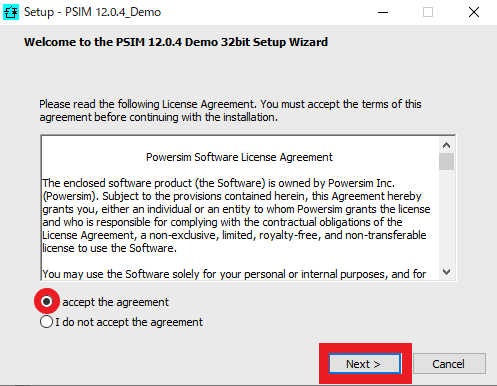 Setup - PSIM 12.0.4_Demo
Welcome to the PSIM 12.0.4 Demo 32bit Setup Wizard
Please read the following License Agreement. You must accept the terms of this
agreement before continuing with the installation.
Powersim Software License Agreement
The enclosed software product (the Software) is owned by Powersim Inc.
(Powersim). Subject to the provisions contained herein, this Agreement hereby
grants you, either an individual or an entity to whom Powersim grants the license
and who is responsible for complying with the contractual obligations of the
License Agreement, a non-exclusive, limited, royalty-free, and non-transferable
license to use the Software.
You may use the Software solely for your personal or internal purposes, and for
accept the agreement
I do not accept the agreement
Next >
Cancel